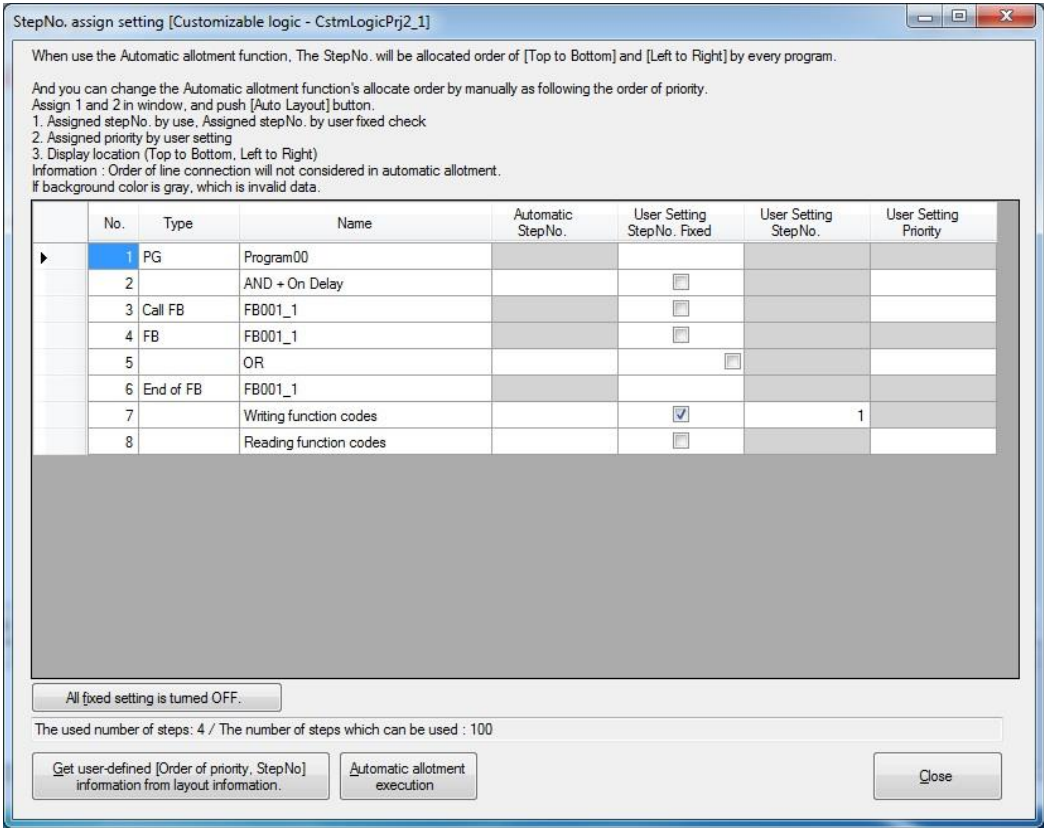 StepNo. assign setting [Customizable logic - CstmLogicPrj2_1]
When use the Automatic allotment function, The StepNo. will be allocated order of [Top to Bottom] and [Left to Right] by every program.
And you can change the Automatic allotment function's allocate order by manually as following the order of priority.
Assign 1 and 2 in window, and push [Auto Layout] button.
1. Assigned stepNo. by use, Assigned stepNo. by user fixed check
2. Assigned priority by user setting
3. Display location (Top to Bottom, Left to Right)
Information : Order of line connection will not considered in automatic allotment.
If background color is gray, which is invalid data.
No. Type Name Automatic StepNo. User Setting StepNo. Fixed User Setting StepNo. User Setting Priority
1 PG Program00
2 AND + On Delay
3 Call FB FB001_1
4 FB FB001_1
5 OR
6 End of FB FB001_1
7 Writing function codes 1
8 Reading function codes
All fixed setting is turned OFF.
The used number of steps: 4 / The number of steps which can be used : 100
Get user-defined [Order of priority, StepNo]
information from layout information.
Automatic allotment
execution
Close